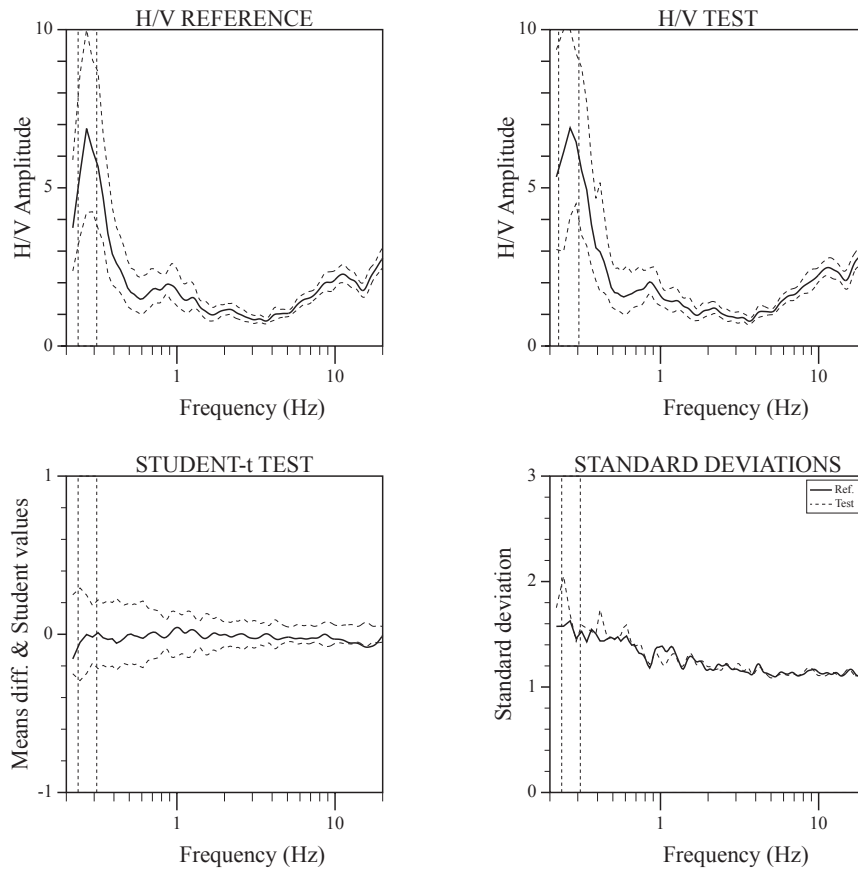 H/V REFERENCE
10
5
0
H/V Amplitude
1
10
Frequency (Hz)
H/V TEST
10
5
0
H/V Amplitude
1
10
Frequency (Hz)
STUDENT-t TEST
1
0
-1
Means diff. & Student values
1
10
Frequency (Hz)
STANDARD DEVIATIONS
3
2
1
0
Standard deviation
Ref.
Test
1
10
Frequency (Hz)